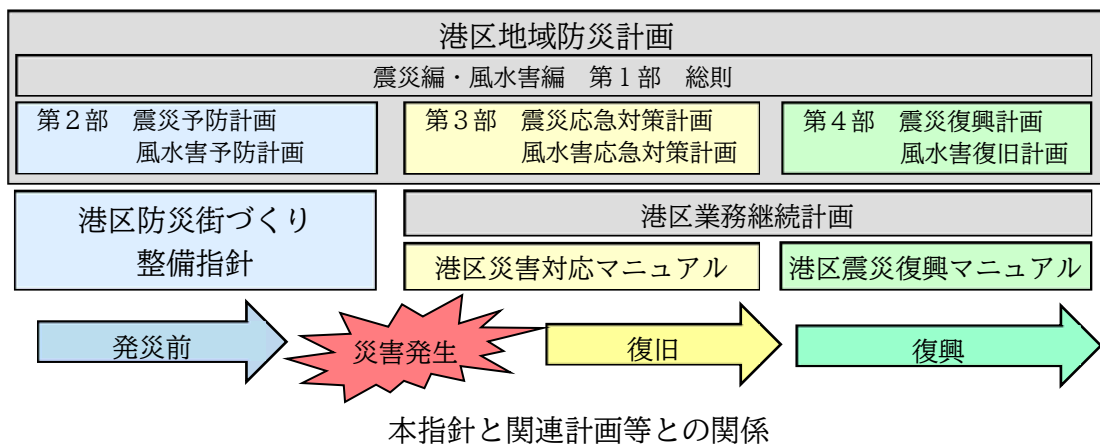 港区地域防災計画
震災編・風水害編　第１部　総則
第２部　震災予防計画
風水害予防計画
第３部　震災応急対策計画
風水害応急対策計画
第４部　震災復興計画
風水害復旧計画
港区防災街づくり
整備指針
港区業務継続計画
港区災害対応マニュアル
港区震災復興マニュアル
発災前
災害発生
復旧
復興
本指針と関連計画等との関係